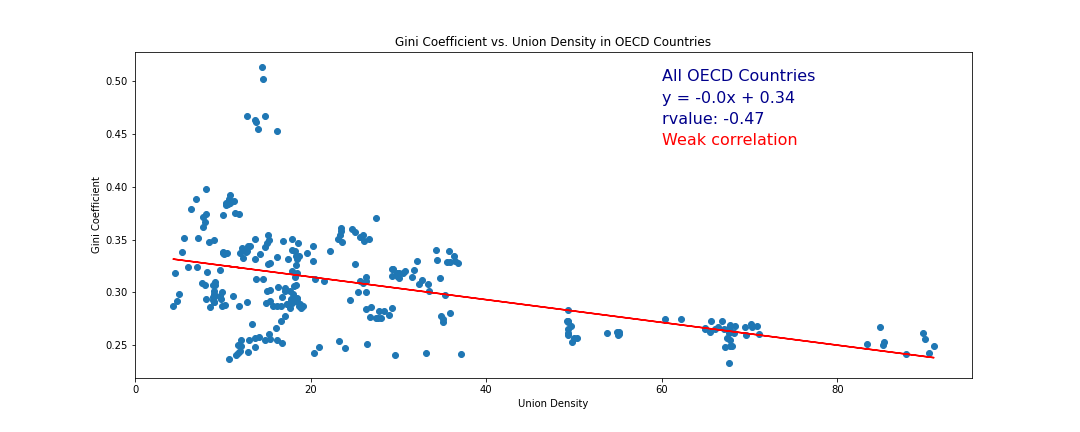 Gini Coefficient vs. Union Density in OECD Countries
All OECD Countries
y = -0.0x + 0.34
rvalue: -0.47
Weak correlation
Gini Coefficient
0.50
0.45
0.40
0.35
0.30
0.25
0
20
40
60
80
Union Density